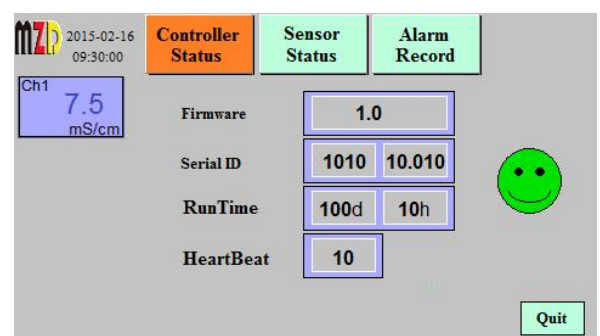 MZD 2015-02-16
09:30:00
Controller
Status
Sensor
Status
Alarm
Record
Ch1
7.5
mS/cm
Firmware 1.0
Serial ID 1010 10.010
RunTime 100d 10h
HeartBeat 10
Quit